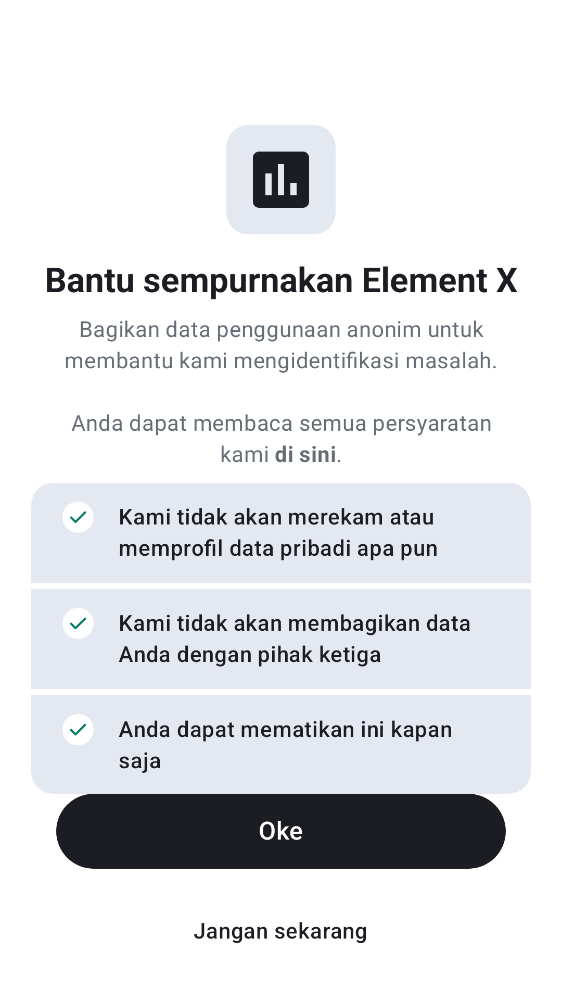 Bantu sempurnakan Element X
Bagikan data penggunaan anonim untuk
membantu kami mengidentifikasi masalah.
Anda dapat membaca semua persyaratan
kami di sini.
Kami tidak akan merekam atau
memprofil data pribadi apa pun
Kami tidak akan membagikan data
Anda dengan pihak ketiga
Anda dapat mematikan ini kapan
saja
Oke
Jangan sekarang